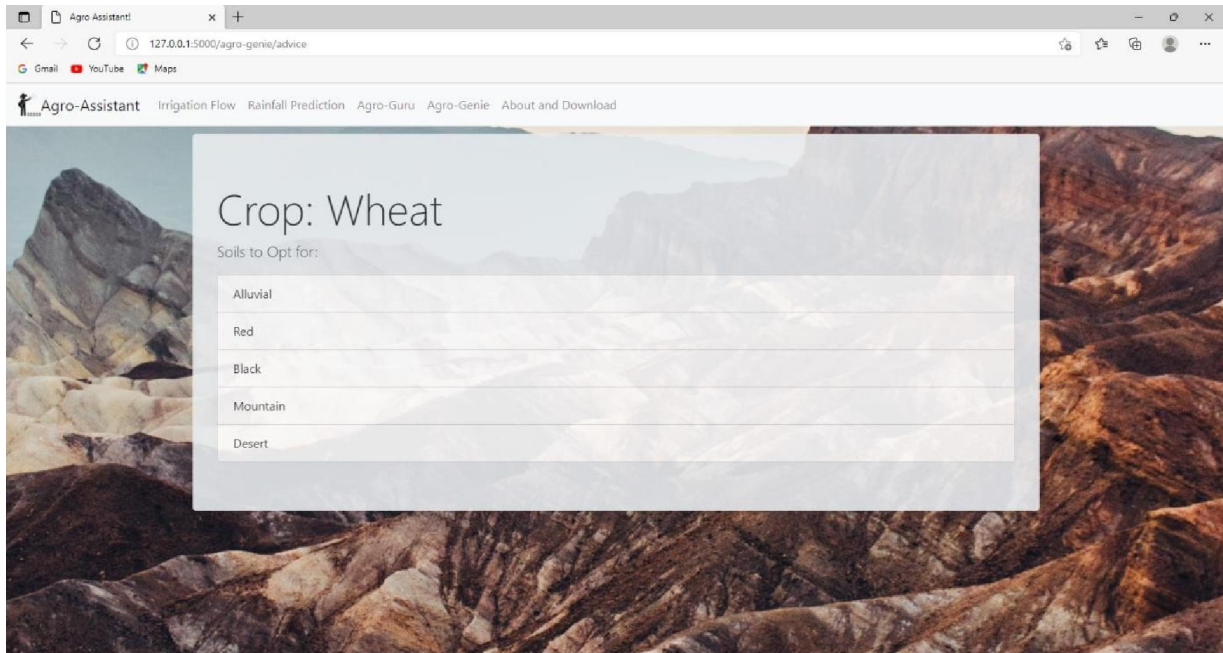 Agro Assistant!
127.0.0.1:5000/agro-genie/advice
Gmail YouTube Maps
Agro-Assistant Irrigation Flow Rainfall Prediction Agro-Guru Agro-Genie About and Download
Crop: Wheat
Soils to Opt for:
Alluvial
Red
Black
Mountain
Desert